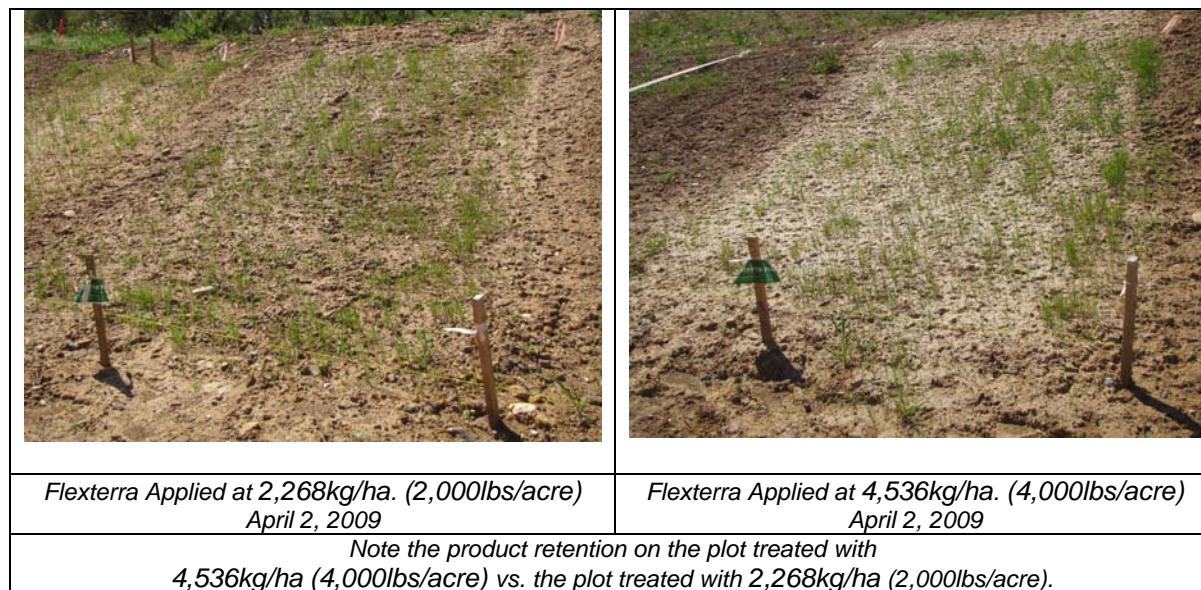 Flexterra Applied at 2,268kg/ha. (2,000lbs/acre)
April 2, 2009
Flexterra Applied at 4,536kg/ha. (4,000lbs/acre)
April 2, 2009
Note the product retention on the plot treated with
4,536kg/ha (4,000lbs/acre) vs. the plot treated with 2,268kg/ha (2,000lbs/acre).